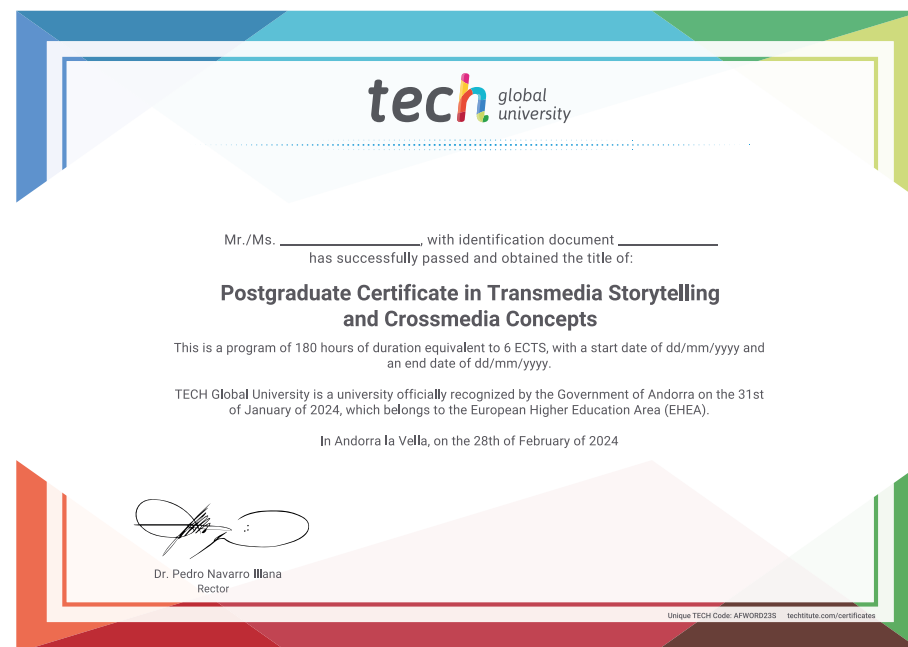 tech global
university
Mr./Ms. ____________________, with identification document ______________
has successfully passed and obtained the title of:
Postgraduate Certificate in Transmedia Storytelling
and Crossmedia Concepts
This is a program of 180 hours of duration equivalent to 6 ECTS, with a start date of dd/mm/yyyy and
an end date of dd/mm/yyyy.
TECH Global University is a university officially recognized by the Government of Andorra on the 31st
of January of 2024, which belongs to the European Higher Education Area (EHEA).
In Andorra la Vella, on the 28th of February of 2024
Dr. Pedro Navarro Illana
Rector
Unique TECH Code: AFWORD23S techtitute.com/certificates